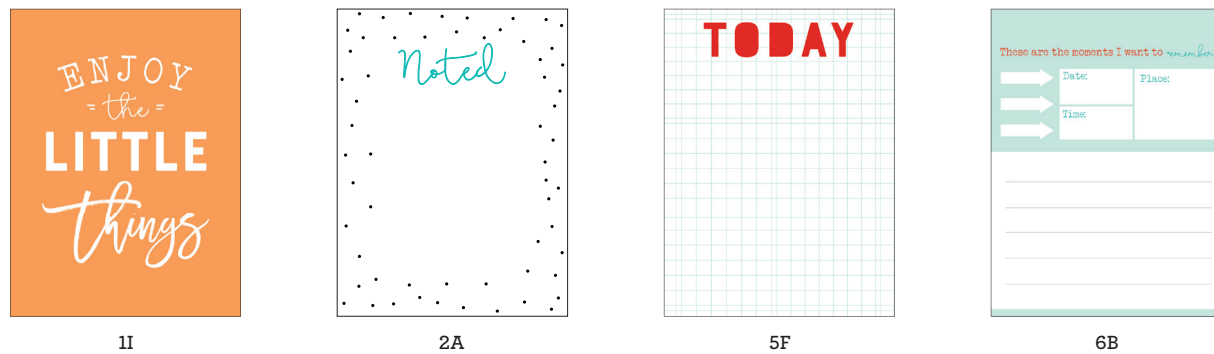 ENJOY
the
LITTLE
things
Noted
TODAY
These are the moments I want to remember
Date:
Place:
Time:
1I
2A
5F
6B